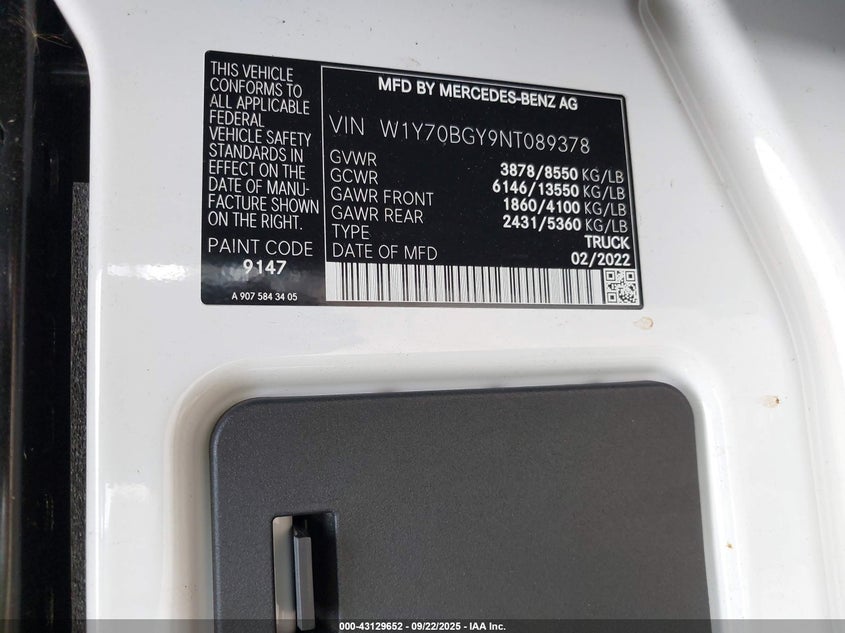 THIS VEHICLE
CONFORMS TO
ALL APPLICABLE
FEDERAL
VEHICLE SAFETY
STANDARDS IN
EFFECT ON THE
DATE OF MANU-
FACTURE SHOWN
ON THE RIGHT.
PAINT CODE
9147
A 907 584 34 05
MFD BY MERCEDES-BENZ AG
VIN W1Y70BGY9NT089378
GVWR 3878/8550 KG/LB
GCWR 6146/13550 KG/LB
GAWR FRONT 1860/4100 KG/LB
GAWR REAR 2431/5360 KG/LB
TYPE TRUCK
DATE OF MFD 02/2022
000-43129652 - 09/22/2025 - IAA Inc.